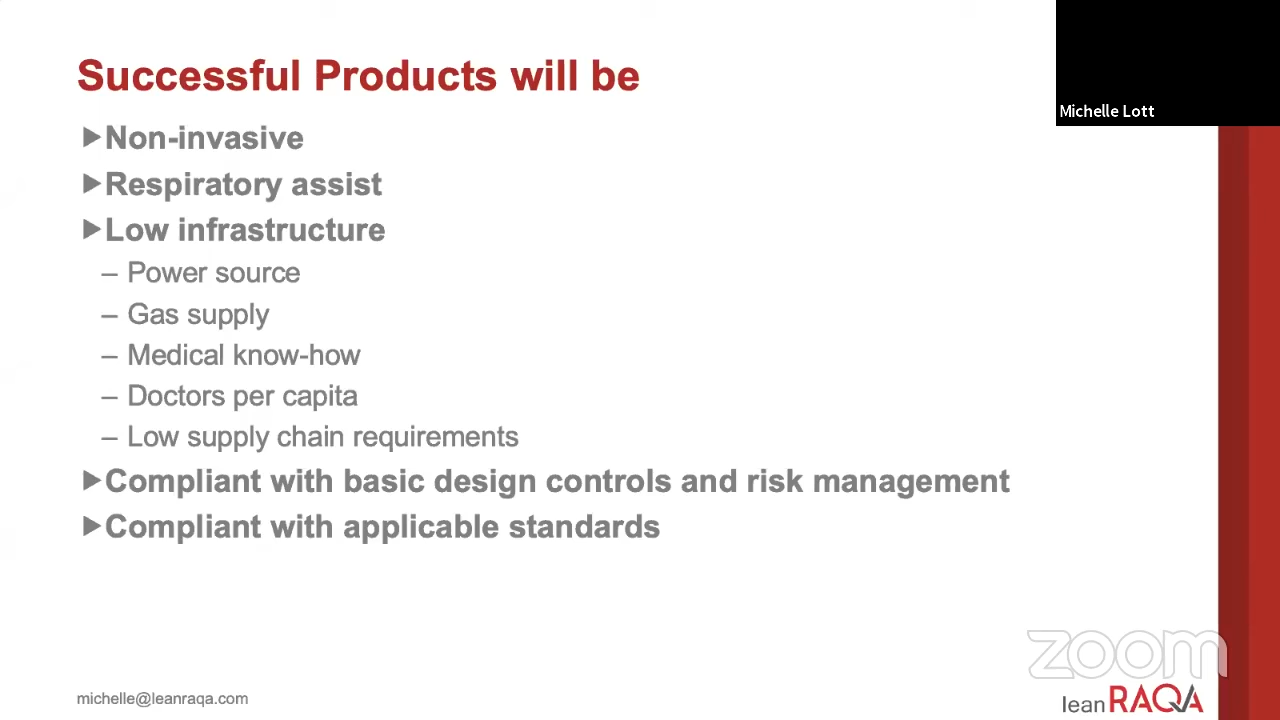 Successful Products will be
Michelle Lott
Non-invasive
Respiratory assist
Low infrastructure
– Power source
– Gas supply
– Medical know-how
– Doctors per capita
– Low supply chain requirements
Compliant with basic design controls and risk management
Compliant with applicable standards
zoom
michelle@leanraqa.com
leanRAQA